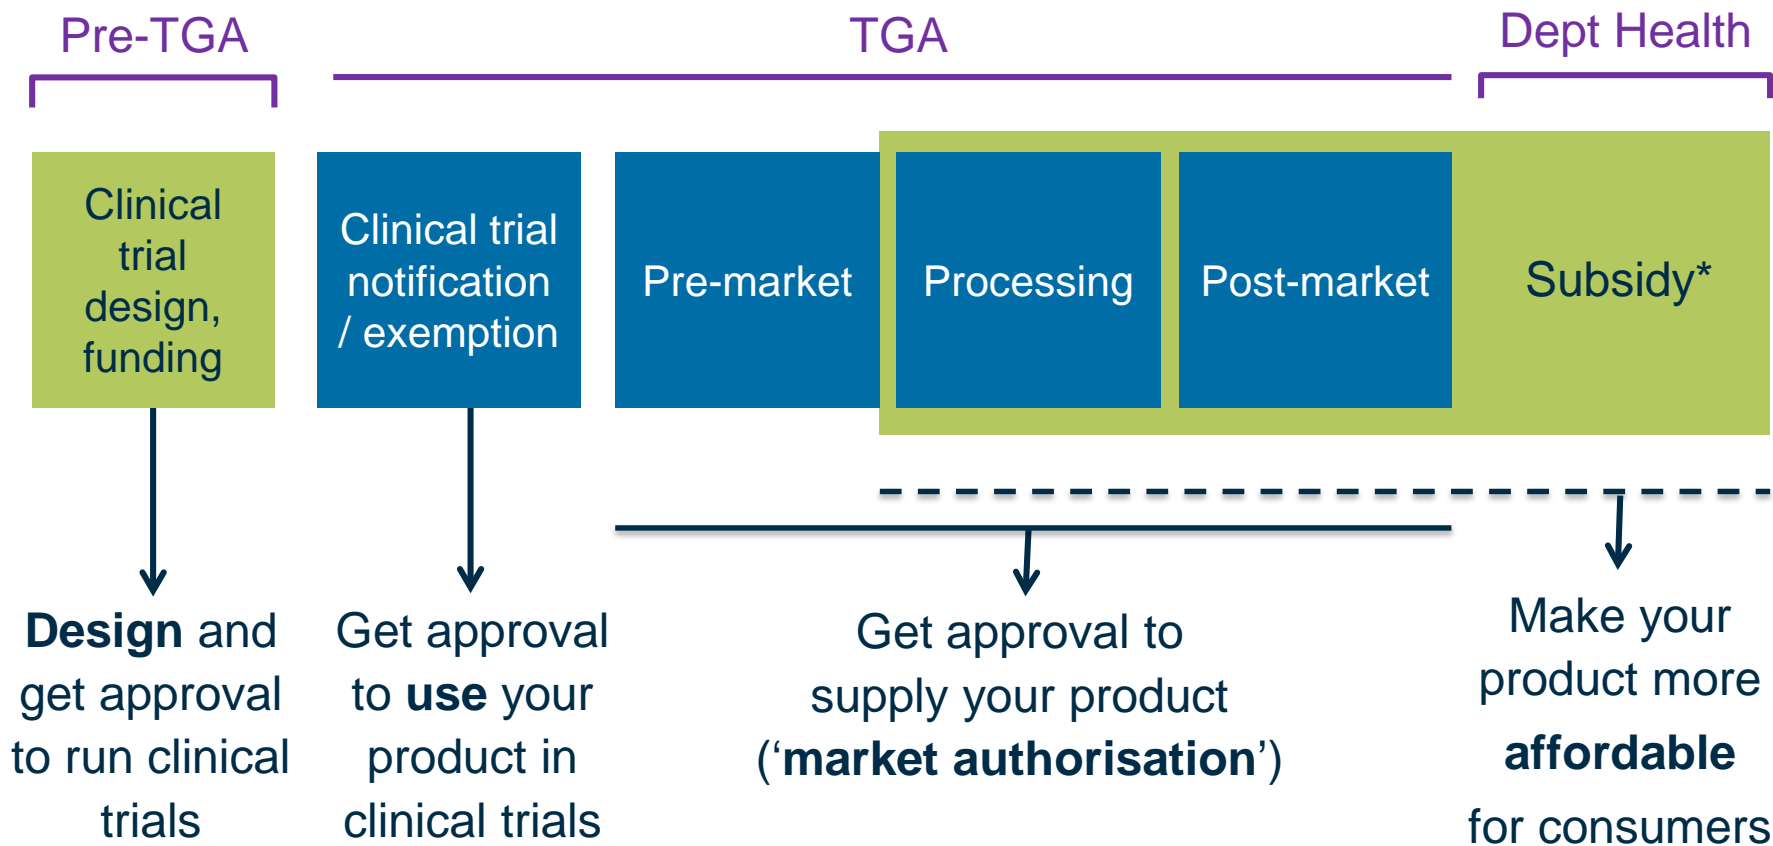 Pre-TGA
TGA
Dept Health
Clinical
trial
design,
funding
Clinical trial
notification
/ exemption
Pre-market
Processing
Post-market
Subsidy*
Design and
get approval
to run clinical
trials
Get approval
to use your
product in
clinical trials
Get approval to
supply your product
(‘market authorisation’)
Make your
product more
affordable
for consumers